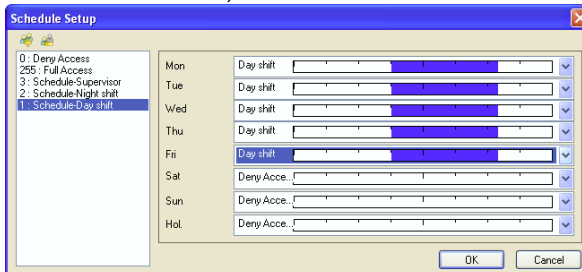 Schedule Setup
0 : Deny Access
255 : Full Access
3 : Schedule-Supervisor
2 : Schedule-Night shift
1 : Schedule-Day shift
Mon Day shift
Tue Day shift
Wed Day shift
Thu Day shift
Fri Day shift
Sat Deny Acce...
Sun Deny Acce...
Hol. Deny Acce...
OK Cancel